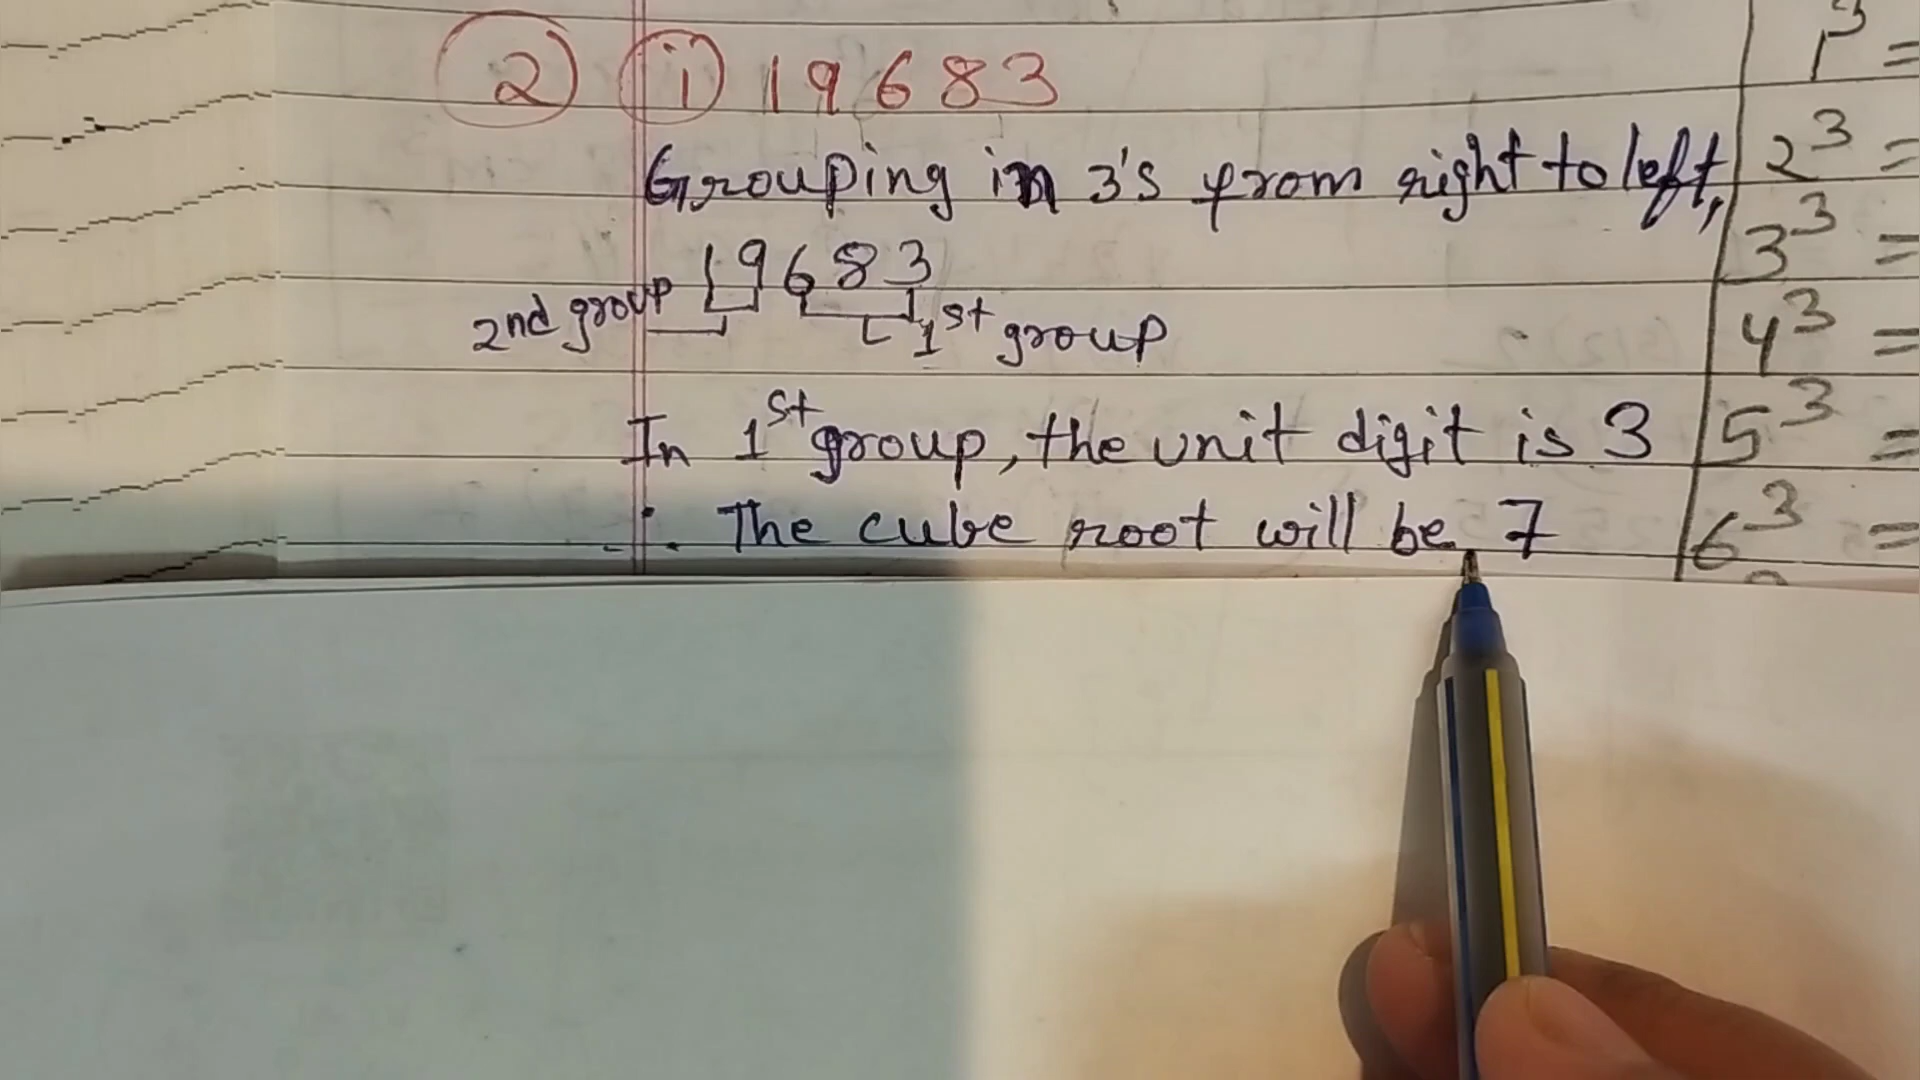 2 i 19683
Grouping in 3's from right to left,
19683
2nd group 1st group
In 1st group, the unit digit is 3
∴ The cube root will be 7
1³ =
2³ =
3³ =
4³ =
5³ =
6³ =